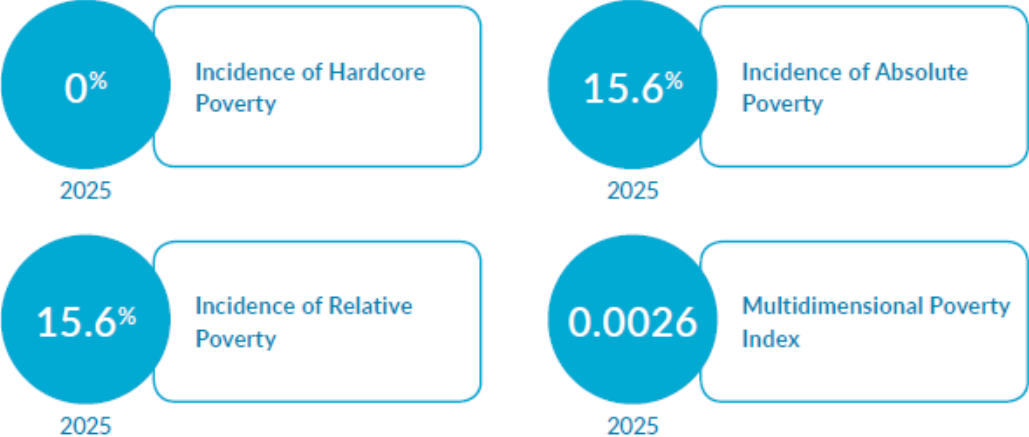 0%
Incidence of Hardcore
Poverty
2025
15.6%
Incidence of Absolute
Poverty
2025
15.6%
Incidence of Relative
Poverty
2025
0.0026
Multidimensional Poverty
Index
2025